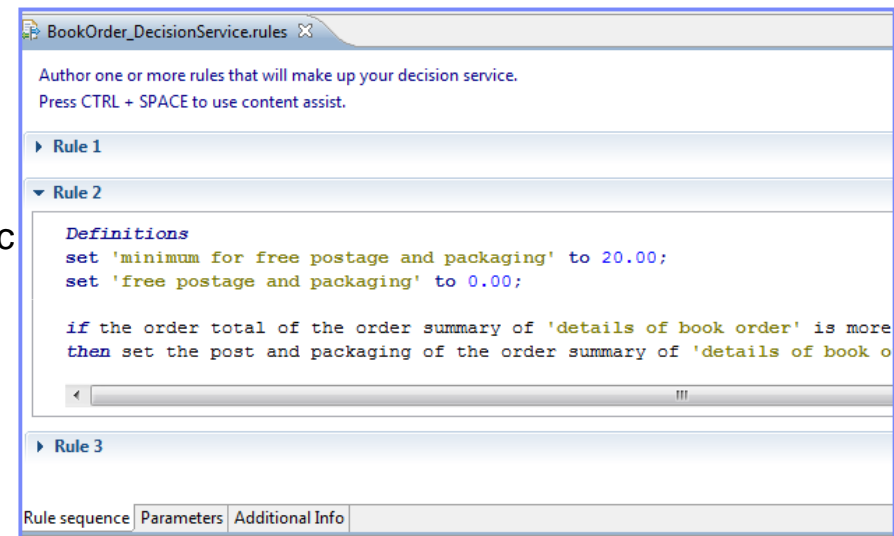 BookOrder_DecisionService.rules
Author one or more rules that will make up your decision service.
Press CTRL + SPACE to use content assist.
Rule 1
Rule 2
c
Definitions
set 'minimum for free postage and packaging' to 20.00;
set 'free postage and packaging' to 0.00;
if the order total of the order summary of 'details of book order' is more
then set the post and packaging of the order summary of 'details of book o
Rule 3
Rule sequence Parameters Additional Info